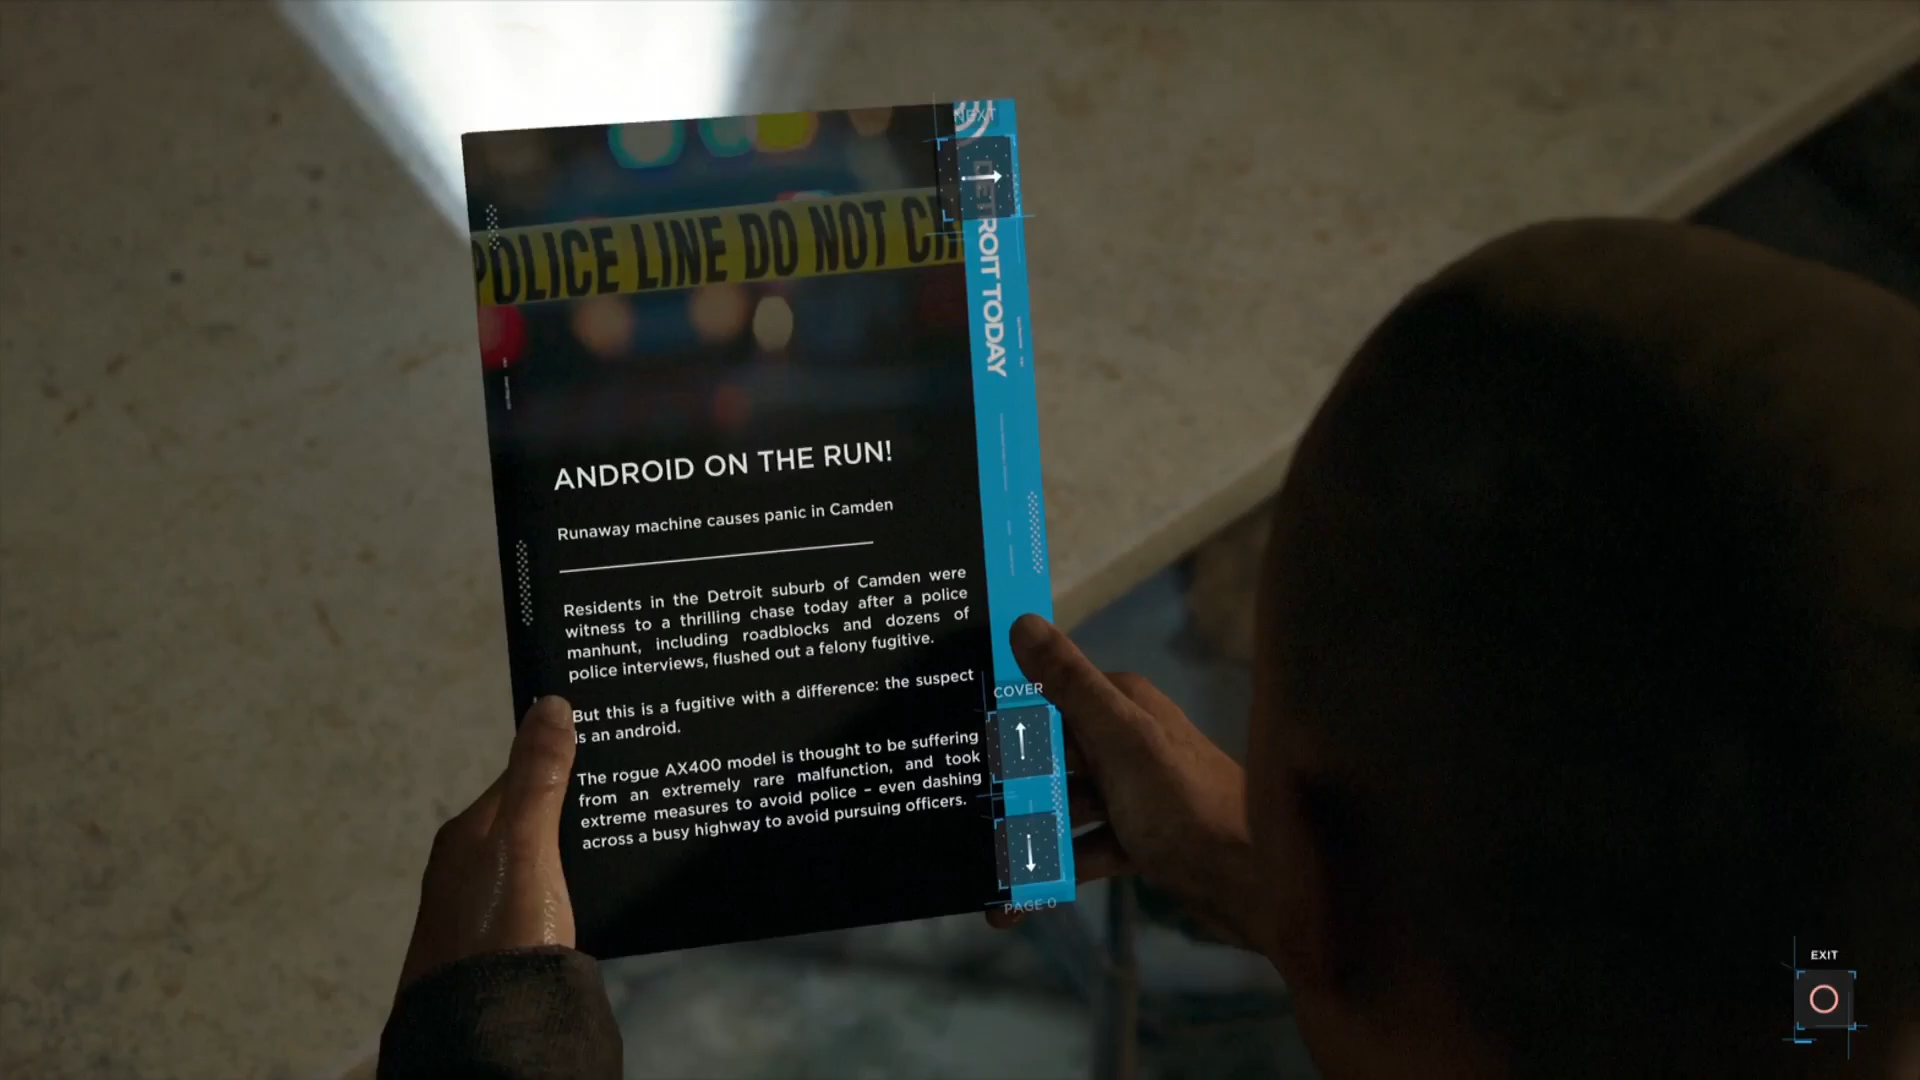 NEXT
DETROIT TODAY
POLICE LINE DO NOT
ANDROID ON THE RUN!
Runaway machine causes panic in Camden
Residents in the Detroit suburb of Camden were
witness to a thrilling chase today after a police
manhunt, including roadblocks and dozens of
police interviews, flushed out a felony fugitive.
But this is a fugitive with a difference: the suspect
is an android.
The rogue AX400 model is thought to be suffering
from an extremely rare malfunction, and took
extreme measures to avoid police – even dashing
across a busy highway to avoid pursuing officers.
COVER
PAGE 0
EXIT